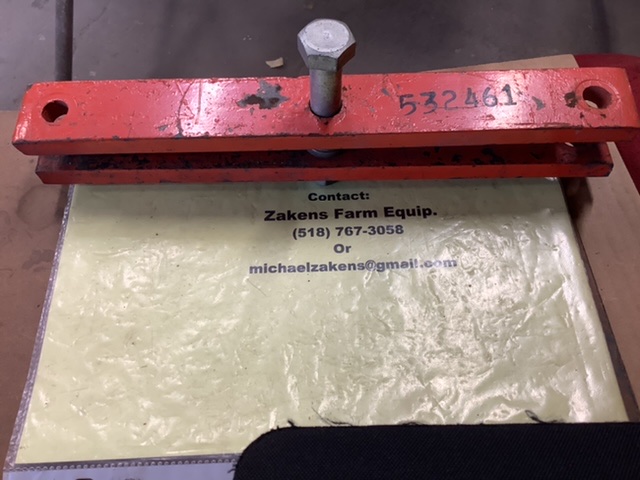 532461
Contact:
Zakens Farm Equip.
(518) 767-3058
Or
michaelzakens@gmail.com